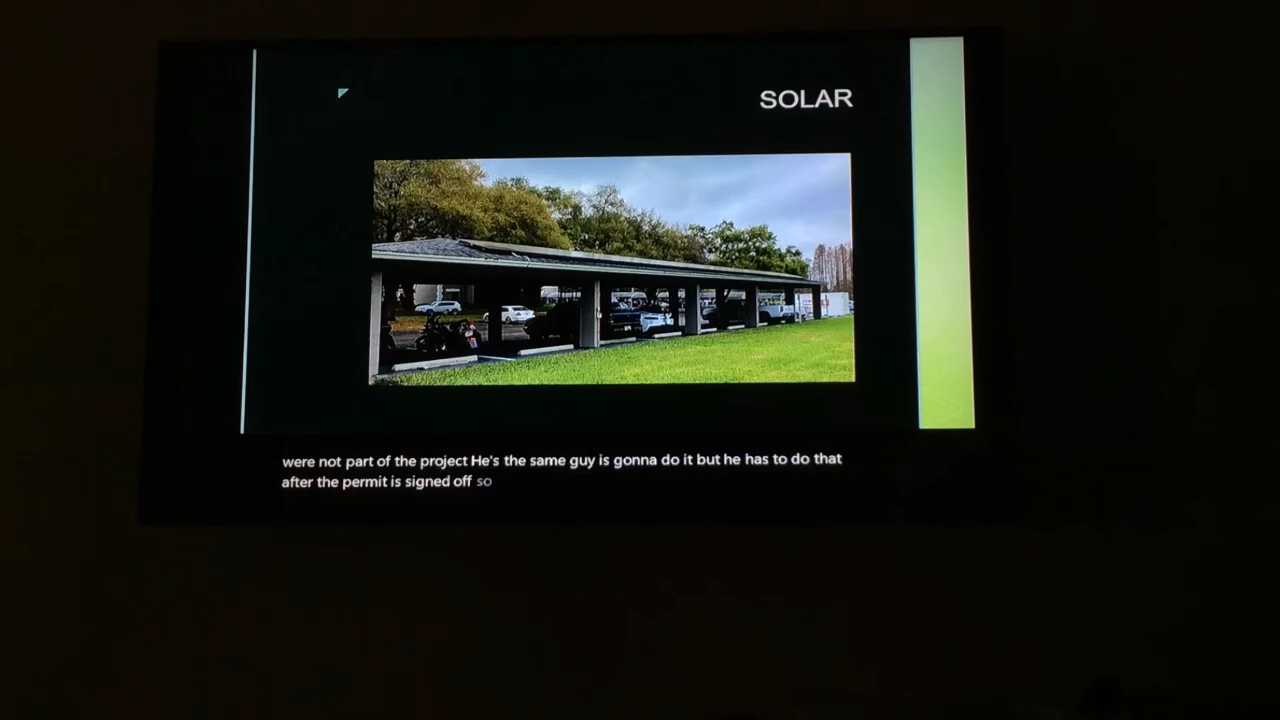 SOLAR
were not part of the project He's the same guy is gonna do it but he has to do that
after the permit is signed off so